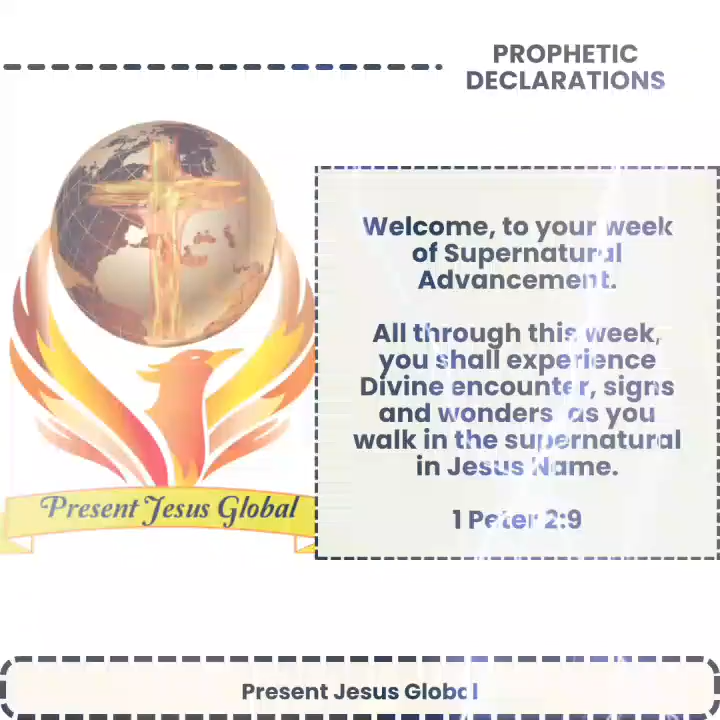 PROPHETIC
DECLARATIONS
Welcome, to your week
of Supernatural
Advancement.
All through this week,
you shall experience
Divine encounter, signs
and wonders, as you
walk in the supernatural
in Jesus Name.
1 Peter 2:9
Present Jesus Global
Present Jesus Global